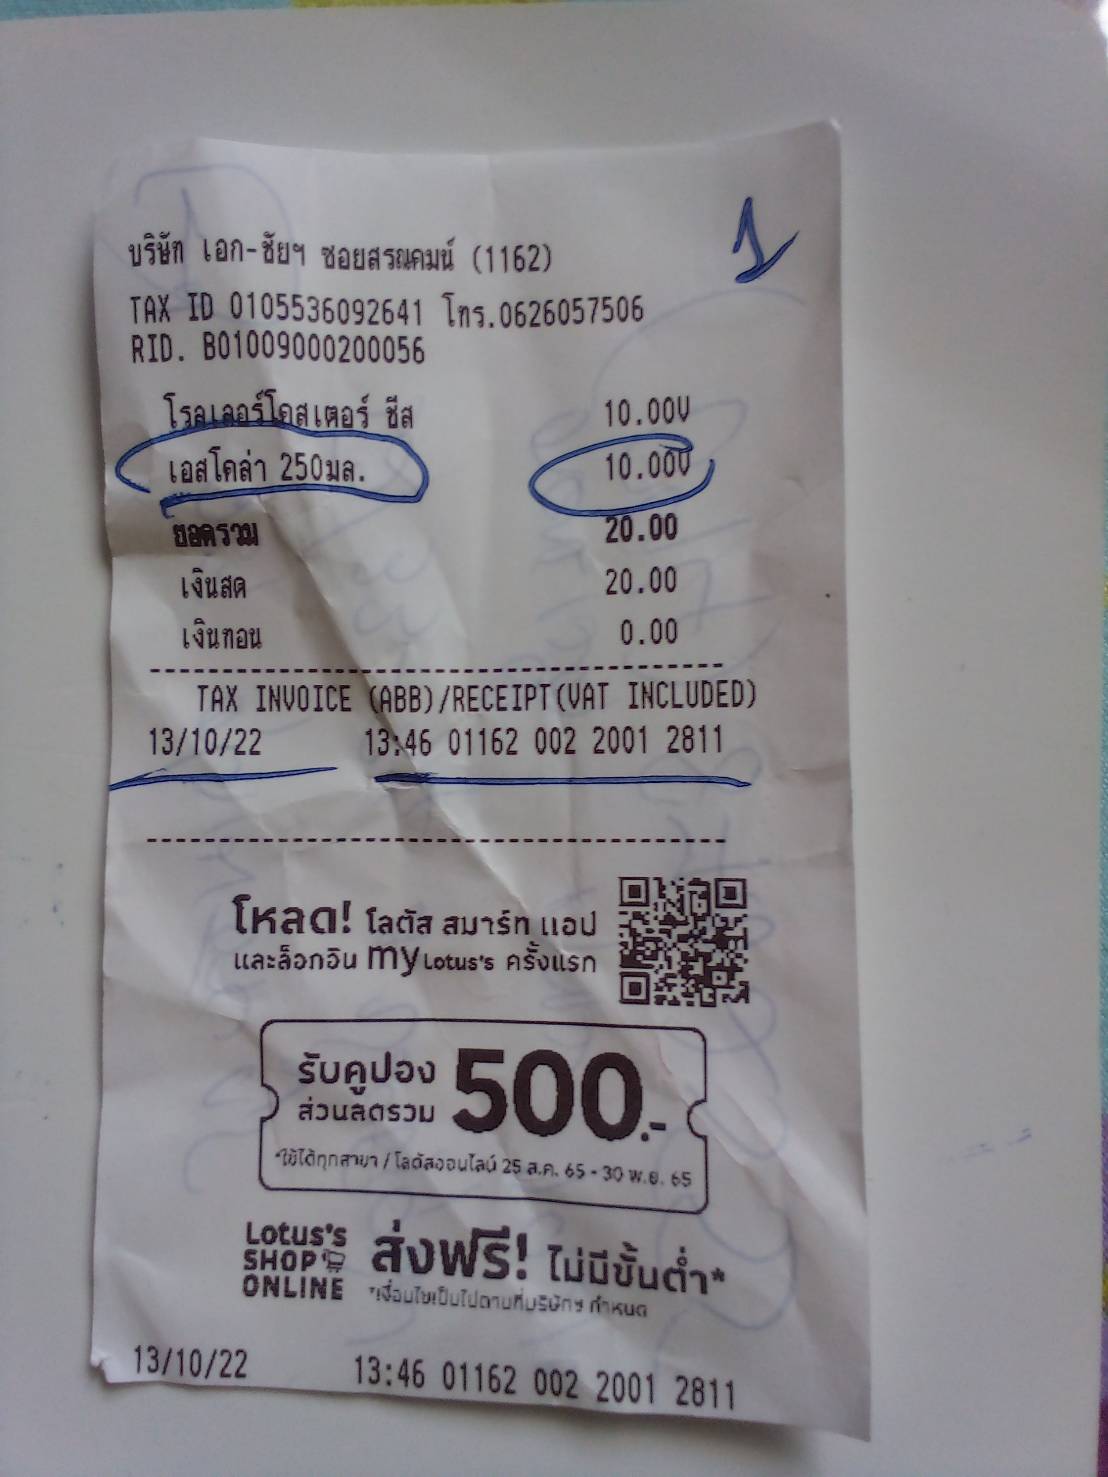 1
บริษัท เอก-ชัยฯ ซอยสรณคมน์ (1162)
TAX ID 0105536092641 โทร.0626057506
RID. B01009000200056
โรลเลอร์โคสเตอร์ ชีส 10.00V
เอสโคล่า 250มล. 10.00V
ยอดรวม 20.00
เงินสด 20.00
เงินทอน 0.00
TAX INVOICE (ABB)/RECEIPT(VAT INCLUDED)
13/10/22 13:46 01162 002 2001 2811
โหลด! โลตัส สมาร์ท แอป
และล็อกอิน my Lotus's ครั้งแรก
รับคูปอง
ส่วนลดรวม 500.-
*ใช้ได้ทุกสาขา / โลตัสออนไลน์ 25 ส.ค. 65 - 30 พ.ย. 65
Lotus's
SHOP
ONLINE
ส่งฟรี! ไม่มีขั้นต่ำ*
*เงื่อนไขเป็นไปตามที่บริษัทฯ กำหนด
13/10/22 13:46 01162 002 2001 2811